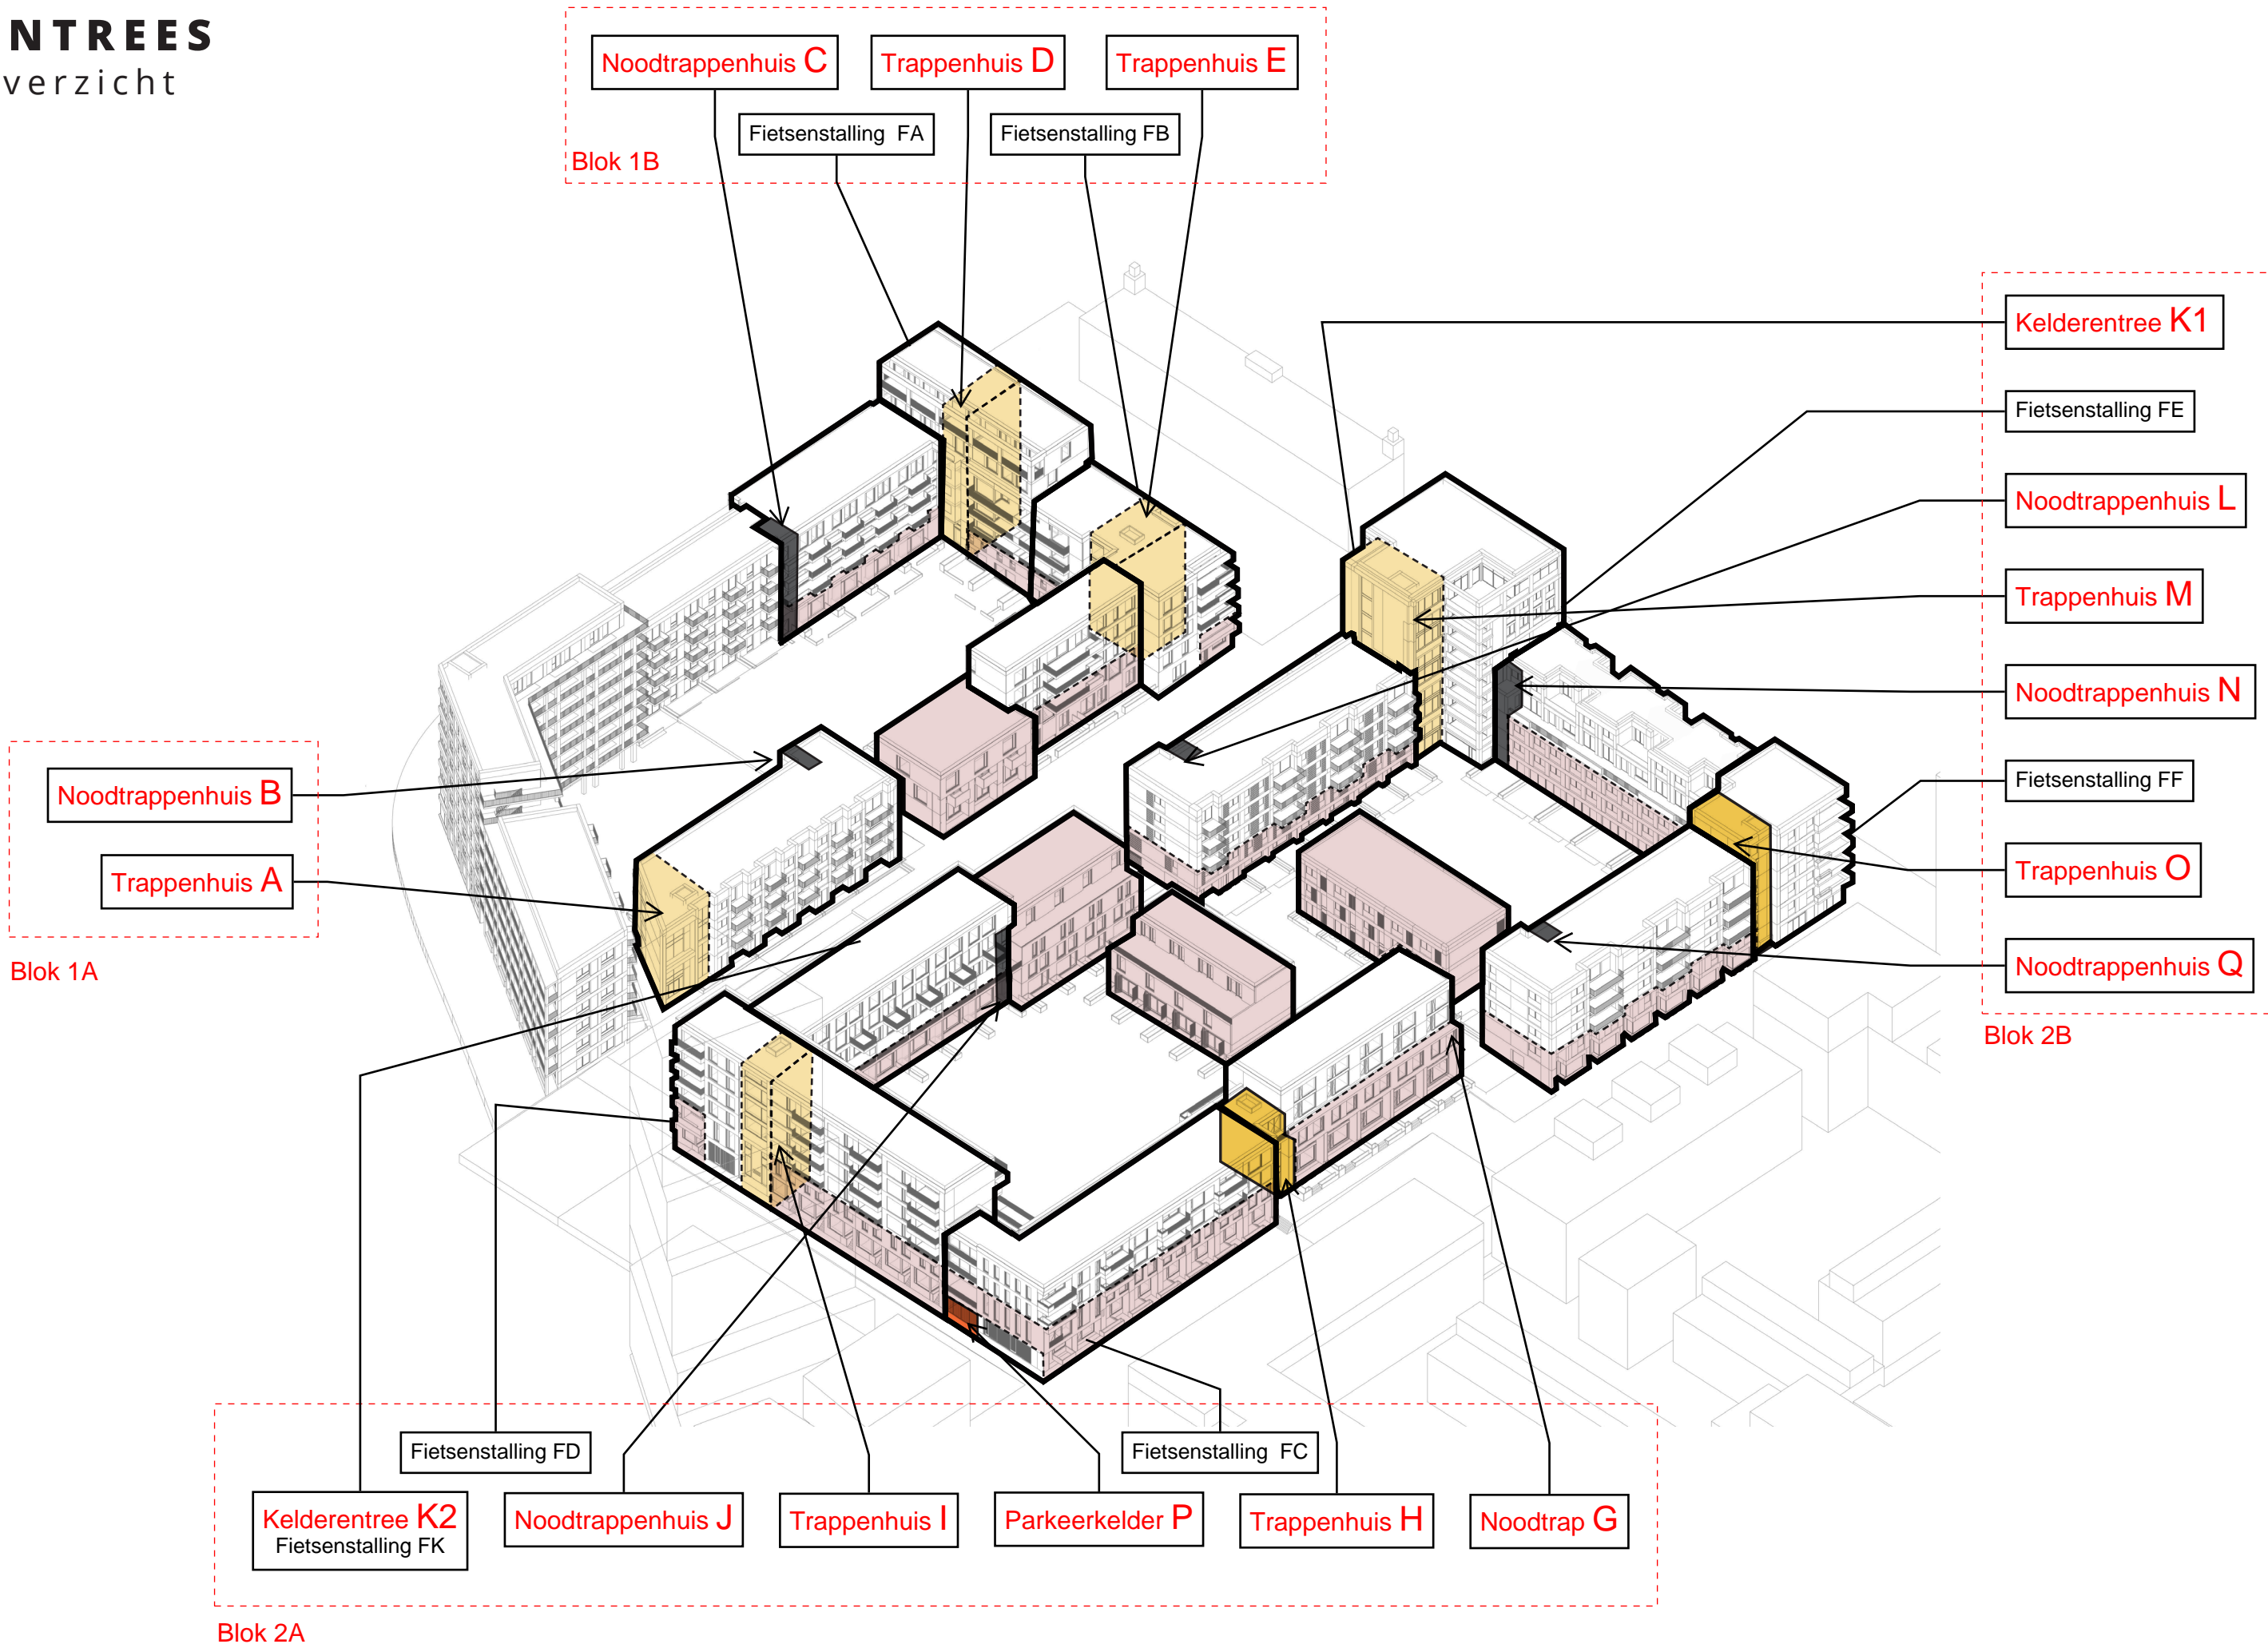 NTREES
verzicht
Noodtrappenhuis C
Trappenhuis D
Trappenhuis E
Fietsenstalling FA
Fietsenstalling FB
Blok 1B
Kelderentree K1
Fietsenstalling FE
Noodtrappenhuis L
Trappenhuis M
Noodtrappenhuis N
Fietsenstalling FF
Trappenhuis O
Noodtrappenhuis Q
Blok 2B
Noodtrappenhuis B
Trappenhuis A
Blok 1A
Fietsenstalling FD
Fietsenstalling FC
Kelderentree K2
Fietsenstalling FK
Noodtrappenhuis J
Trappenhuis I
Parkeerkelder P
Trappenhuis H
Noodtrap G
Blok 2A